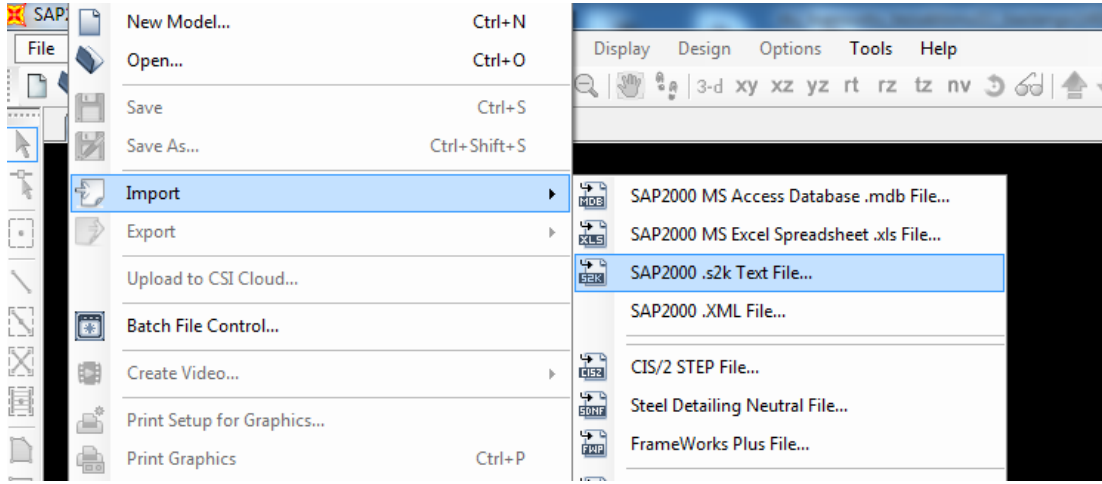 SAP
File
New Model... Ctrl+N
Open... Ctrl+O
Save Ctrl+S
Save As... Ctrl+Shift+S
Import
Export
Upload to CSI Cloud...
Batch File Control...
Create Video...
Print Setup for Graphics...
Print Graphics Ctrl+P
Display Design Options Tools Help
3-d xy xz yz rt rz tz nv
MDB SAP2000 MS Access Database .mdb File...
XLS SAP2000 MS Excel Spreadsheet .xls File...
S2K SAP2000 .s2k Text File...
SAP2000 .XML File...
CIS2 CIS/2 STEP File...
SDNF Steel Detailing Neutral File...
FWP FrameWorks Plus File...